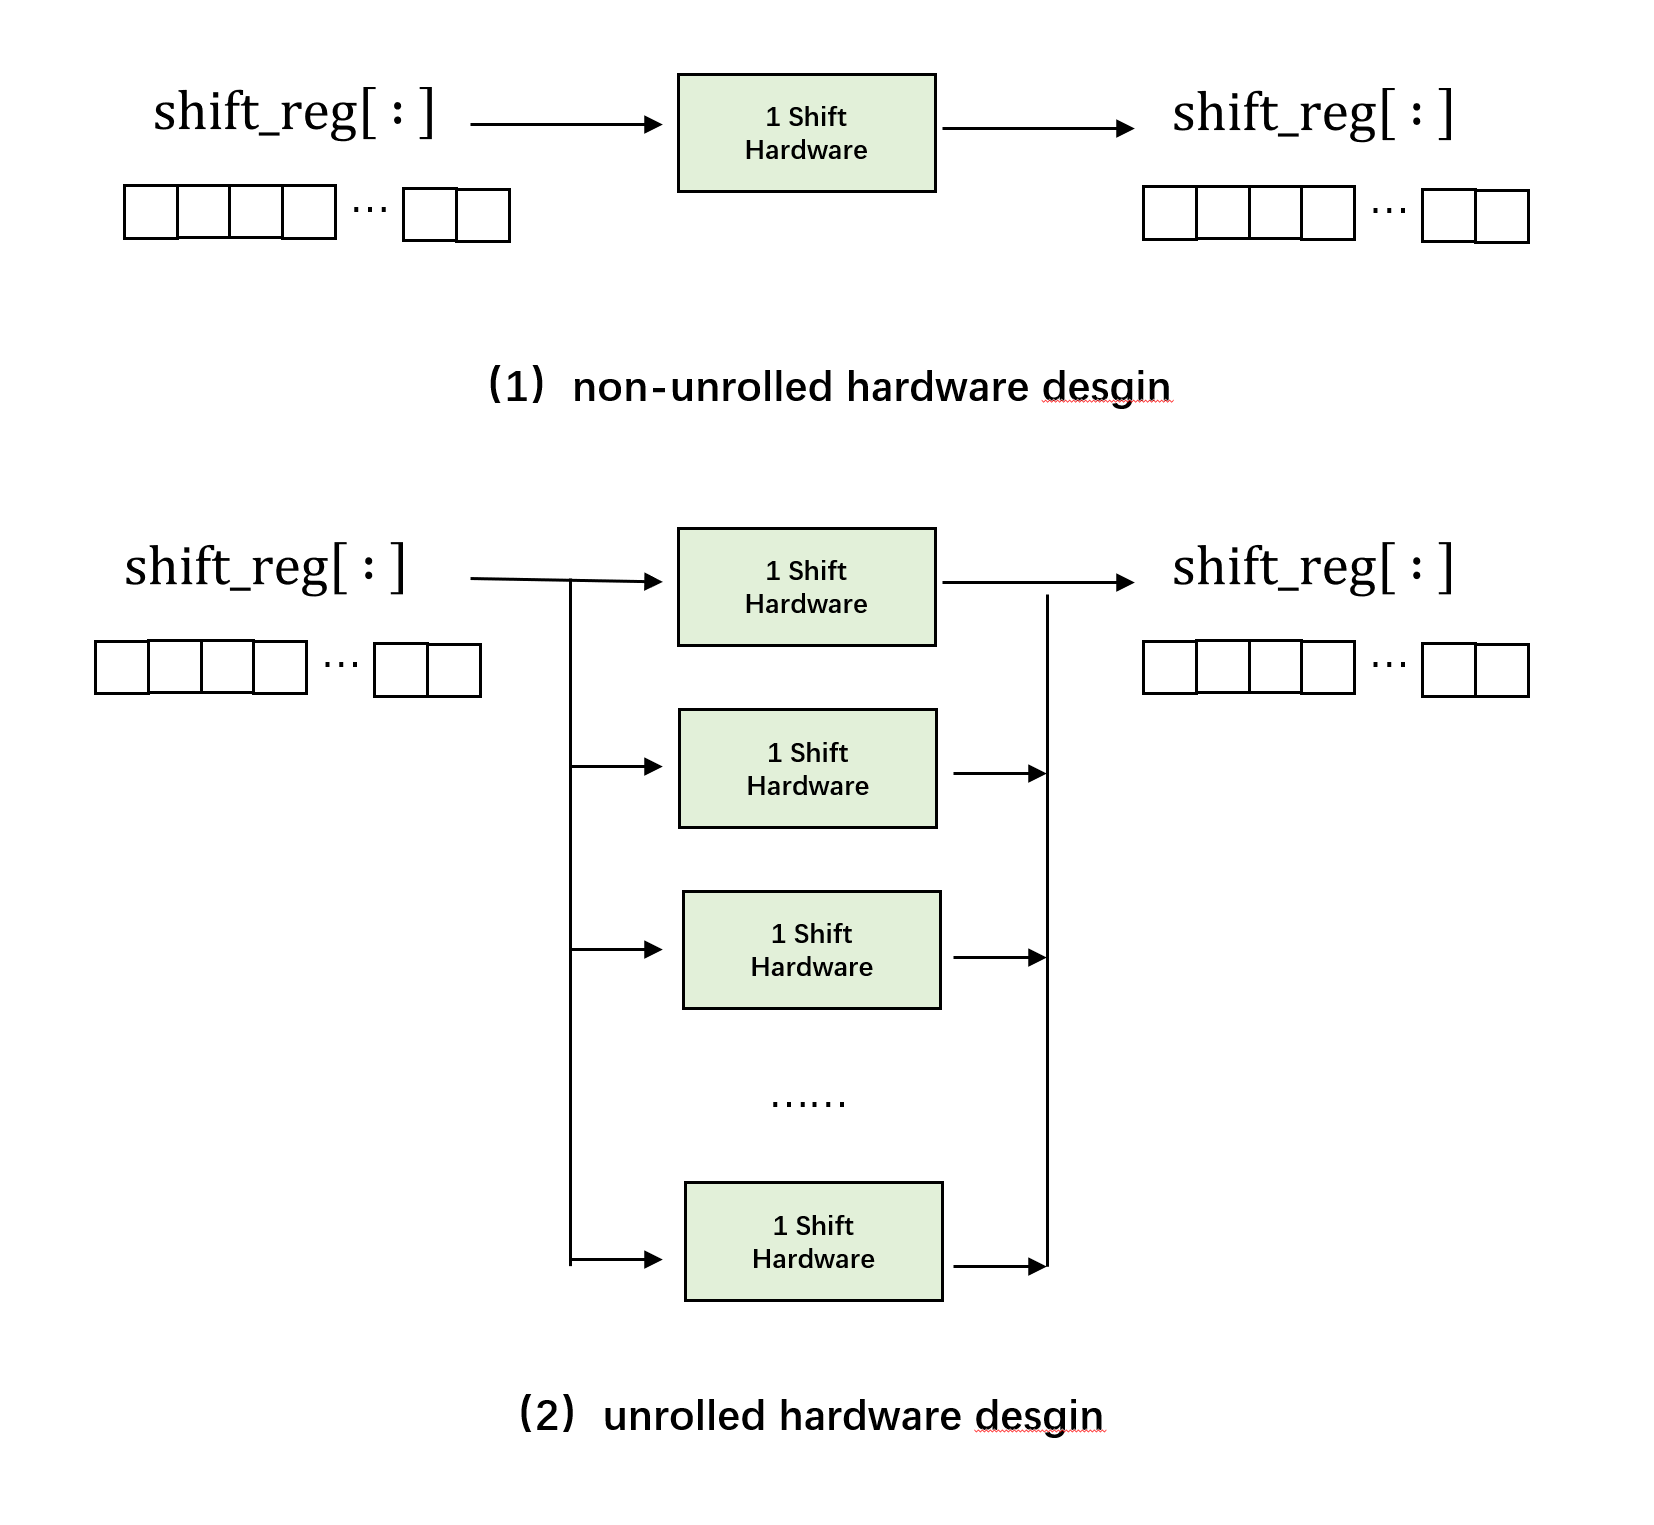 shift_reg[ : ]
1 Shift
Hardware
shift_reg[ : ]
...
...
（1）non-unrolled hardware desgin
shift_reg[ : ]
1 Shift
Hardware
shift_reg[ : ]
...
...
1 Shift
Hardware
1 Shift
Hardware
......
1 Shift
Hardware
（2）unrolled hardware desgin